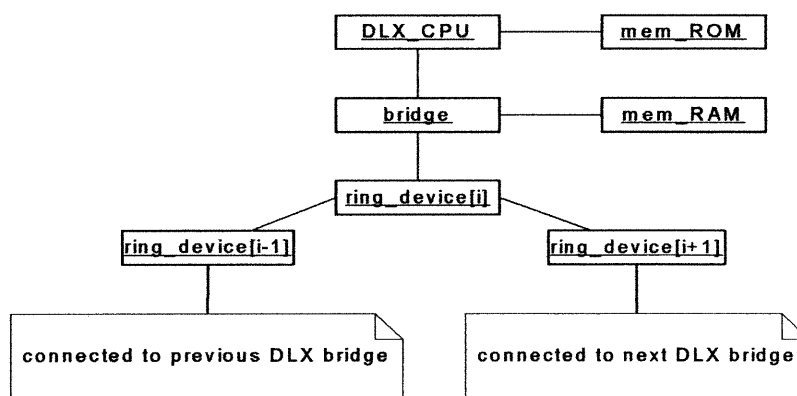 DLX_CPU
mem_ROM
bridge
mem_RAM
ring_device[i]
ring_device[i-1]
ring_device[i+1]
connected to previous DLX bridge
connected to next DLX bridge